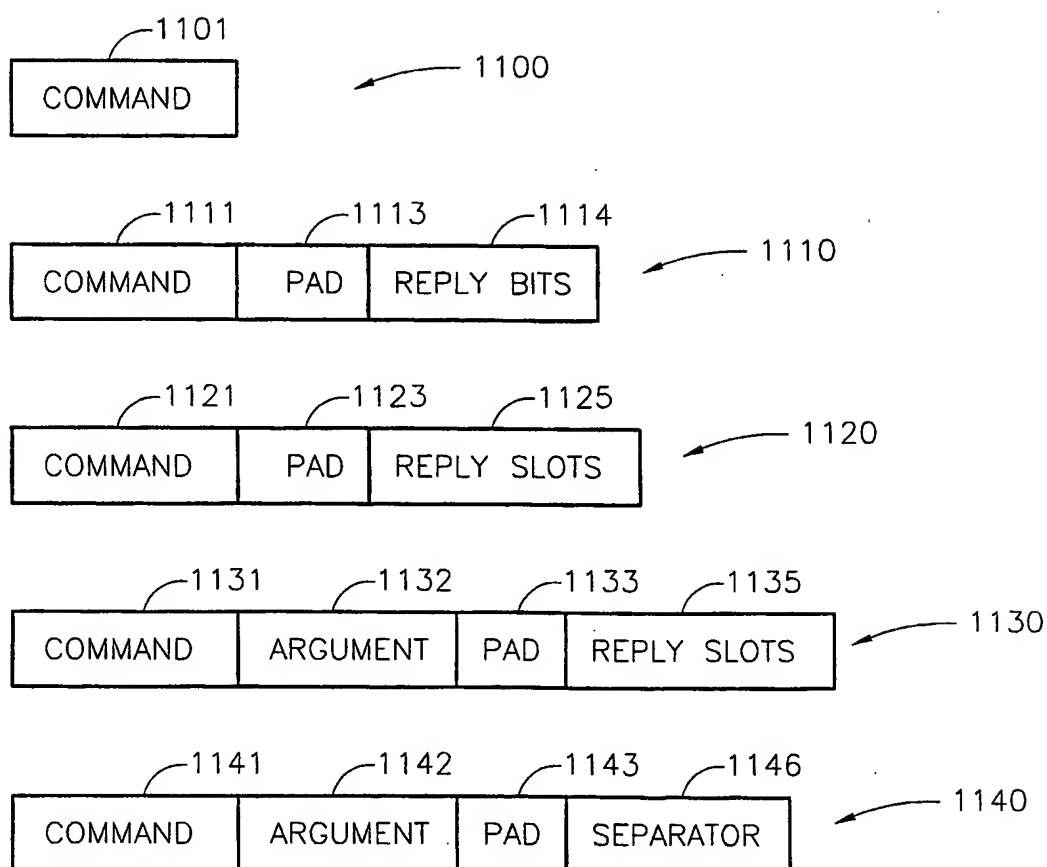 1101
COMMAND
1100
1111 1113 1114
COMMAND PAD REPLY BITS
1110
1121 1123 1125
COMMAND PAD REPLY SLOTS
1120
1131 1132 1133 1135
COMMAND ARGUMENT PAD REPLY SLOTS
1130
1141 1142 1143 1146
COMMAND ARGUMENT PAD SEPARATOR
1140